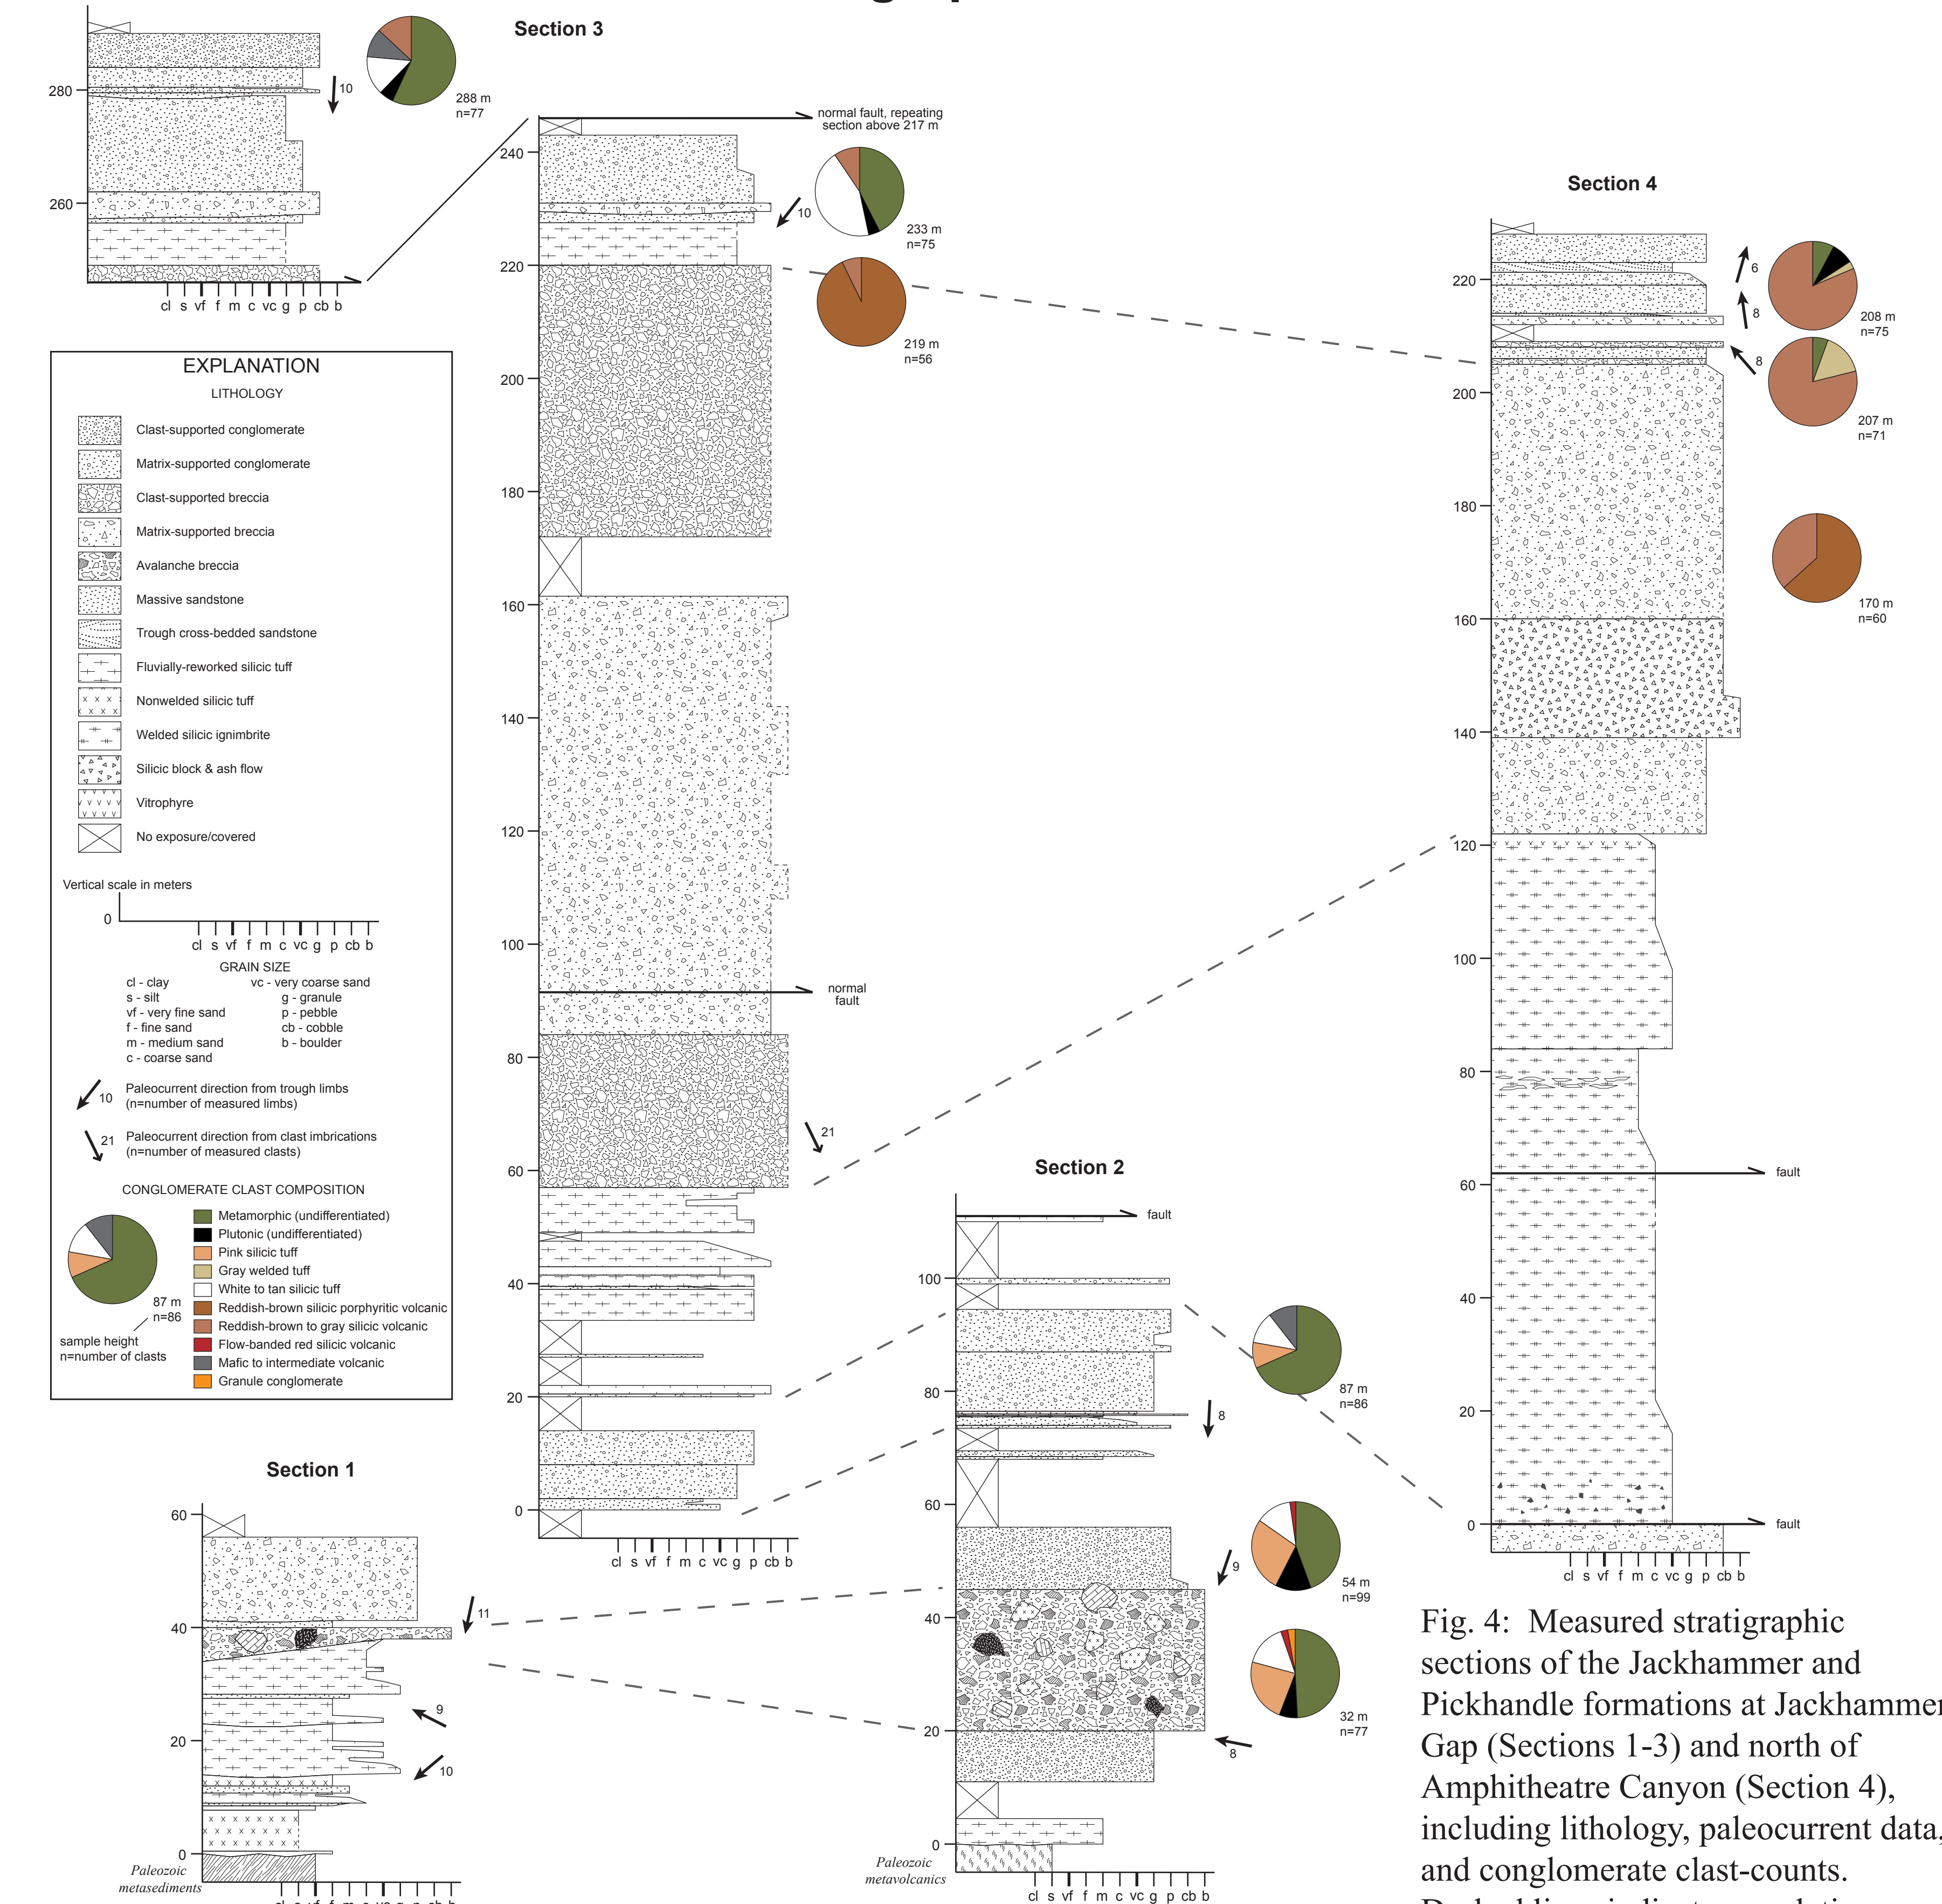 Section 3
280
260
10
288 m
n=77
cl s vf f m c vc g p cb b
EXPLANATION
LITHOLOGY
Clast-supported conglomerate
Matrix-supported conglomerate
Clast-supported breccia
Matrix-supported breccia
Avalanche breccia
Massive sandstone
Trough cross-bedded sandstone
Fluvially-reworked silicic tuff
Nonwelded silicic tuff
Welded silicic ignimbrite
Silicic block & ash flow
Vitrophyre
No exposure/covered
Vertical scale in meters
0
cl s vf f m c vc g p cb b
GRAIN SIZE
cl - clay
s - silt
vf - very fine sand
f - fine sand
m - medium sand
c - coarse sand
vc - very coarse sand
g - granule
p - pebble
cb - cobble
b - boulder
10
Paleocurrent direction from trough limbs
(n=number of measured limbs)
21
Paleocurrent direction from clast imbrications
(n=number of measured clasts)
CONGLOMERATE CLAST COMPOSITION
Metamorphic (undifferentiated)
Plutonic (undifferentiated)
Pink silicic tuff
Gray welded tuff
White to tan silicic tuff
Reddish-brown silicic porphyritic volcanic
Reddish-brown to gray silicic volcanic
Flow-banded red silicic volcanic
Mafic to intermediate volcanic
Granule conglomerate
87 m
n=86
sample height
n=number of clasts
Section 1
60
40
20
0
11
9
10
Paleozoic
metasediments
normal fault, repeating
section above 217 m
240
220
200
180
160
140
120
100
80
60
40
20
0
10
233 m
n=75
219 m
n=56
normal
fault
21
cl s vf f m c vc g p cb b
Section 2
fault
100
80
60
40
20
0
8
87 m
n=86
9
54 m
n=99
32 m
n=77
8
Paleozoic
metavolcanics
cl s vf f m c vc g p cb b
Section 4
220
200
180
160
140
120
100
80
60
40
20
0
6
8
8
208 m
n=75
207 m
n=71
170 m
n=60
fault
fault
cl s vf f m c vc g p cb b
Fig. 4: Measured stratigraphic
sections of the Jackhammer and
Pickhandle formations at Jackhammer
Gap (Sections 1-3) and north of
Amphitheatre Canyon (Section 4),
including lithology, paleocurrent data,
and conglomerate clast-counts.